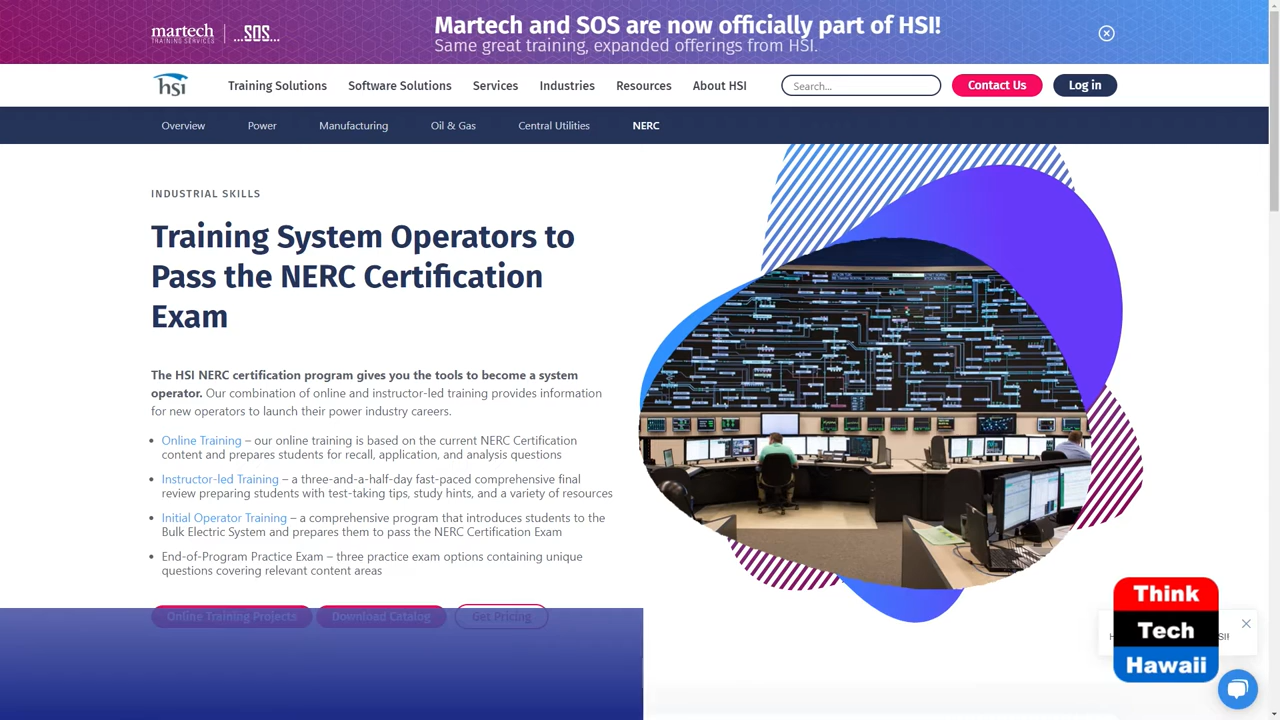 martech
TRAINING SERVICES
...SOS...
Martech and SOS are now officially part of HSI!
Same great training, expanded offerings from HSI.
hsi
Training Solutions
Software Solutions
Services
Industries
Resources
About HSI
Search...
Contact Us
Log in
Overview
Power
Manufacturing
Oil & Gas
Central Utilities
NERC
INDUSTRIAL SKILLS
Training System Operators to
Pass the NERC Certification
Exam
The HSI NERC certification program gives you the tools to become a system
operator. Our combination of online and instructor-led training provides information
for new operators to launch their power industry careers.
• Online Training – our online training is based on the current NERC Certification
content and prepares students for recall, application, and analysis questions
• Instructor-led Training – a three-and-a-half-day fast-paced comprehensive final
review preparing students with test-taking tips, study hints, and a variety of resources
• Initial Operator Training – a comprehensive program that introduces students to the
Bulk Electric System and prepares them to pass the NERC Certification Exam
• End-of-Program Practice Exam – three practice exam options containing unique
questions covering relevant content areas
Online Training Projects
Download Catalog
Get Pricing
Think
Tech
Hawaii